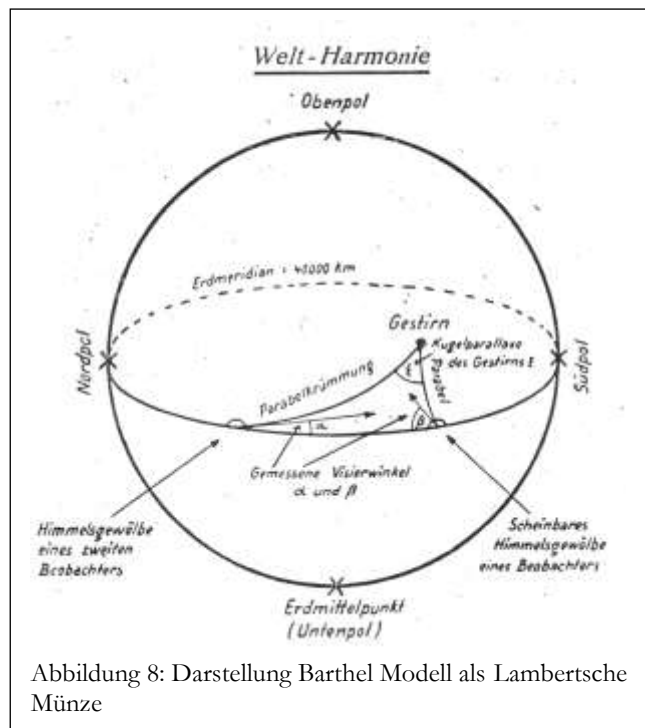 Welt-Harmonie
Obenpol
Erdmeridian = 40000 km
Gestirn
Kugelparallaxe
des Gestirns ξ
Nordpol
Südpol
ξ
Parabel
Parabelkrümmung
α
β
Gemessene Visierwinkel
α und β
Himmelsgewölbe
eines zweiten
Beobachters
Scheinbares
Himmelsgewölbe
eines Beobachters
Erdmittelpunkt
(Untenpol)
Abbildung 8: Darstellung Barthel Modell als Lambertsche
Münze